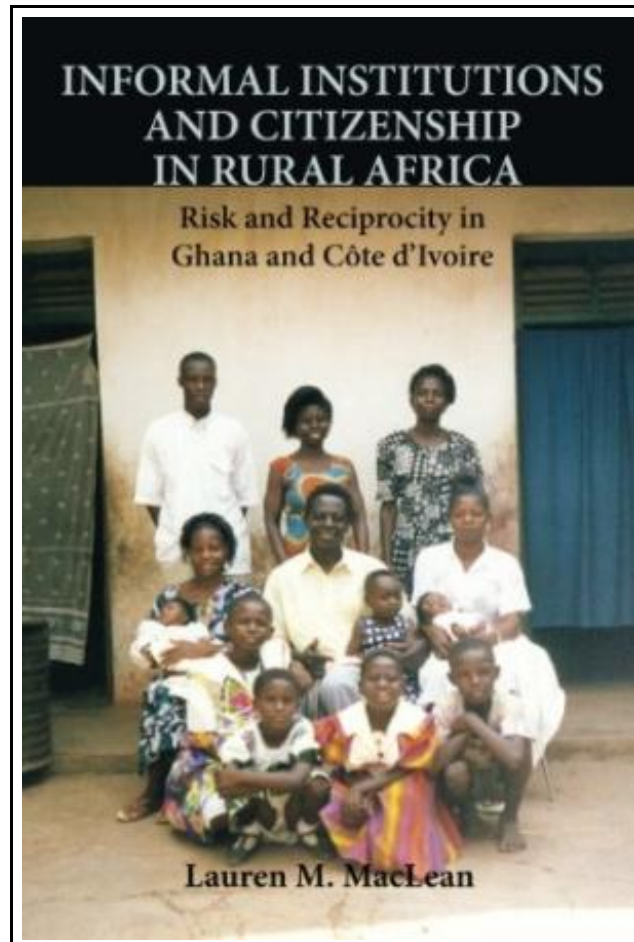 INFORMAL INSTITUTIONS
AND CITIZENSHIP
IN RURAL AFRICA
Risk and Reciprocity in
Ghana and Côte d'Ivoire
Lauren M. MacLean